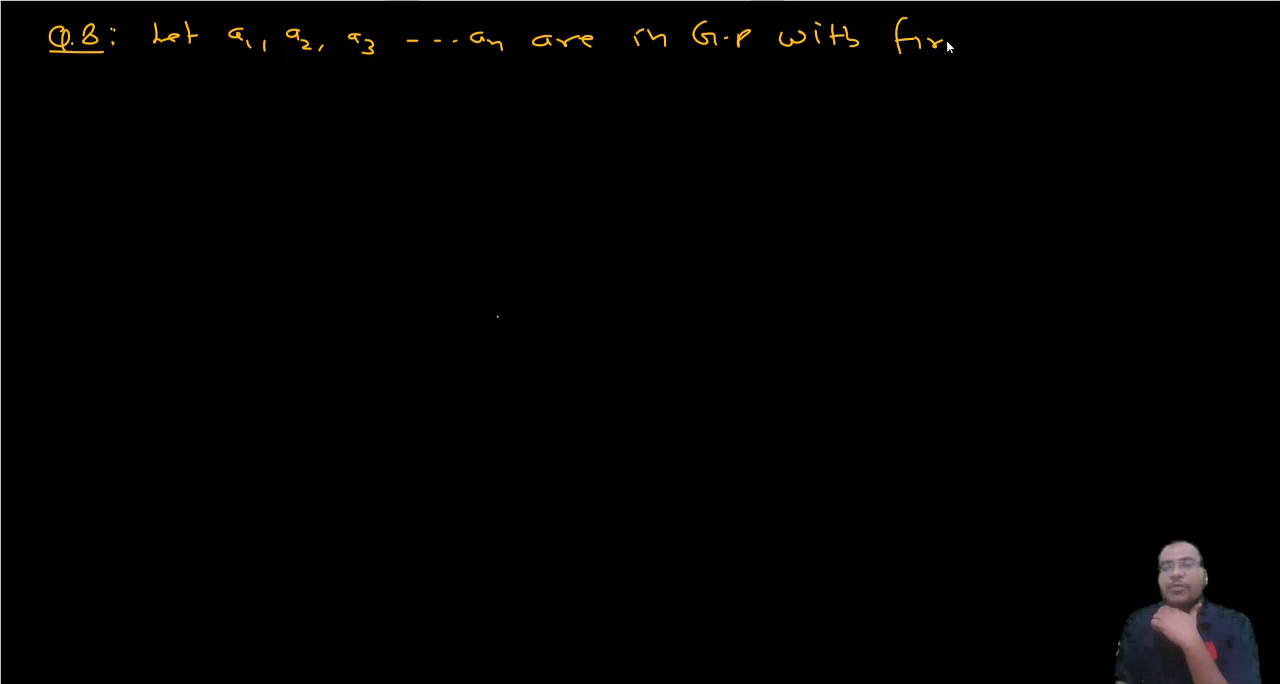 Q.8: Let a1, a2, a3 ---- an are in G.P with fir